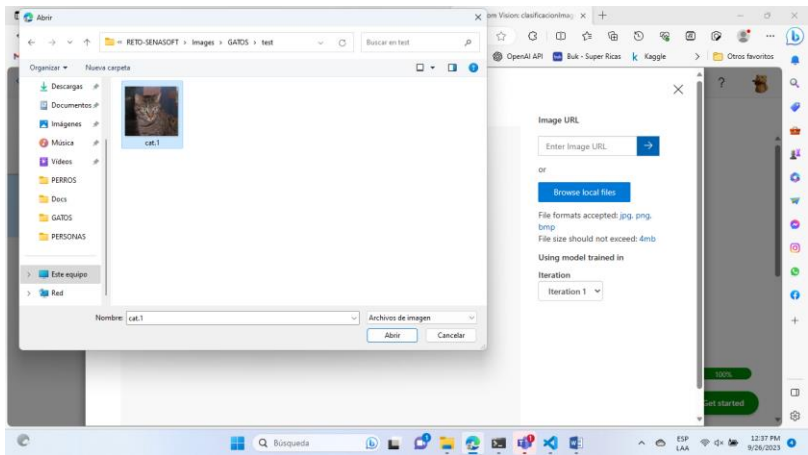 Abrir
om Vision: clasificacionImag
RETO-SENASOFT > Images > GATOS > test
Buscar en test
OpenAI API
Buk - Super Ricas
Kaggle
Otros favoritos
Organizar
Nueva carpeta
Descargas
Documentos
Imágenes
Música
Vídeos
PERROS
Docs
GATOS
PERSONAS
Este equipo
Red
cat.1
Nombre: cat.1
Archivos de imagen
Abrir
Cancelar
?
Image URL
Enter Image URL
or
Browse local files
File formats accepted: jpg, png,
bmp
File size should not exceed: 4mb
Using model trained in
Iteration
Iteration 1
100%
Get started
Búsqueda
ESP
LAA
12:37 PM
9/26/2023